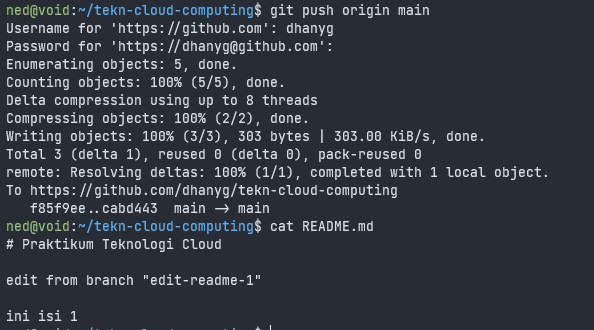 ned@void:~/tekn-cloud-computing$ git push origin main
Username for 'https://github.com': dhanyg
Password for 'https://dhanyg@github.com':
Enumerating objects: 5, done.
Counting objects: 100% (5/5), done.
Delta compression using up to 8 threads
Compressing objects: 100% (2/2), done.
Writing objects: 100% (3/3), 303 bytes | 303.00 KiB/s, done.
Total 3 (delta 1), reused 0 (delta 0), pack-reused 0
remote: Resolving deltas: 100% (1/1), completed with 1 local object.
To https://github.com/dhanyg/tekn-cloud-computing
f85f9ee..cabd443 main -> main
ned@void:~/tekn-cloud-computing$ cat README.md
# Praktikum Teknologi Cloud
edit from branch "edit-readme-1"
ini isi 1